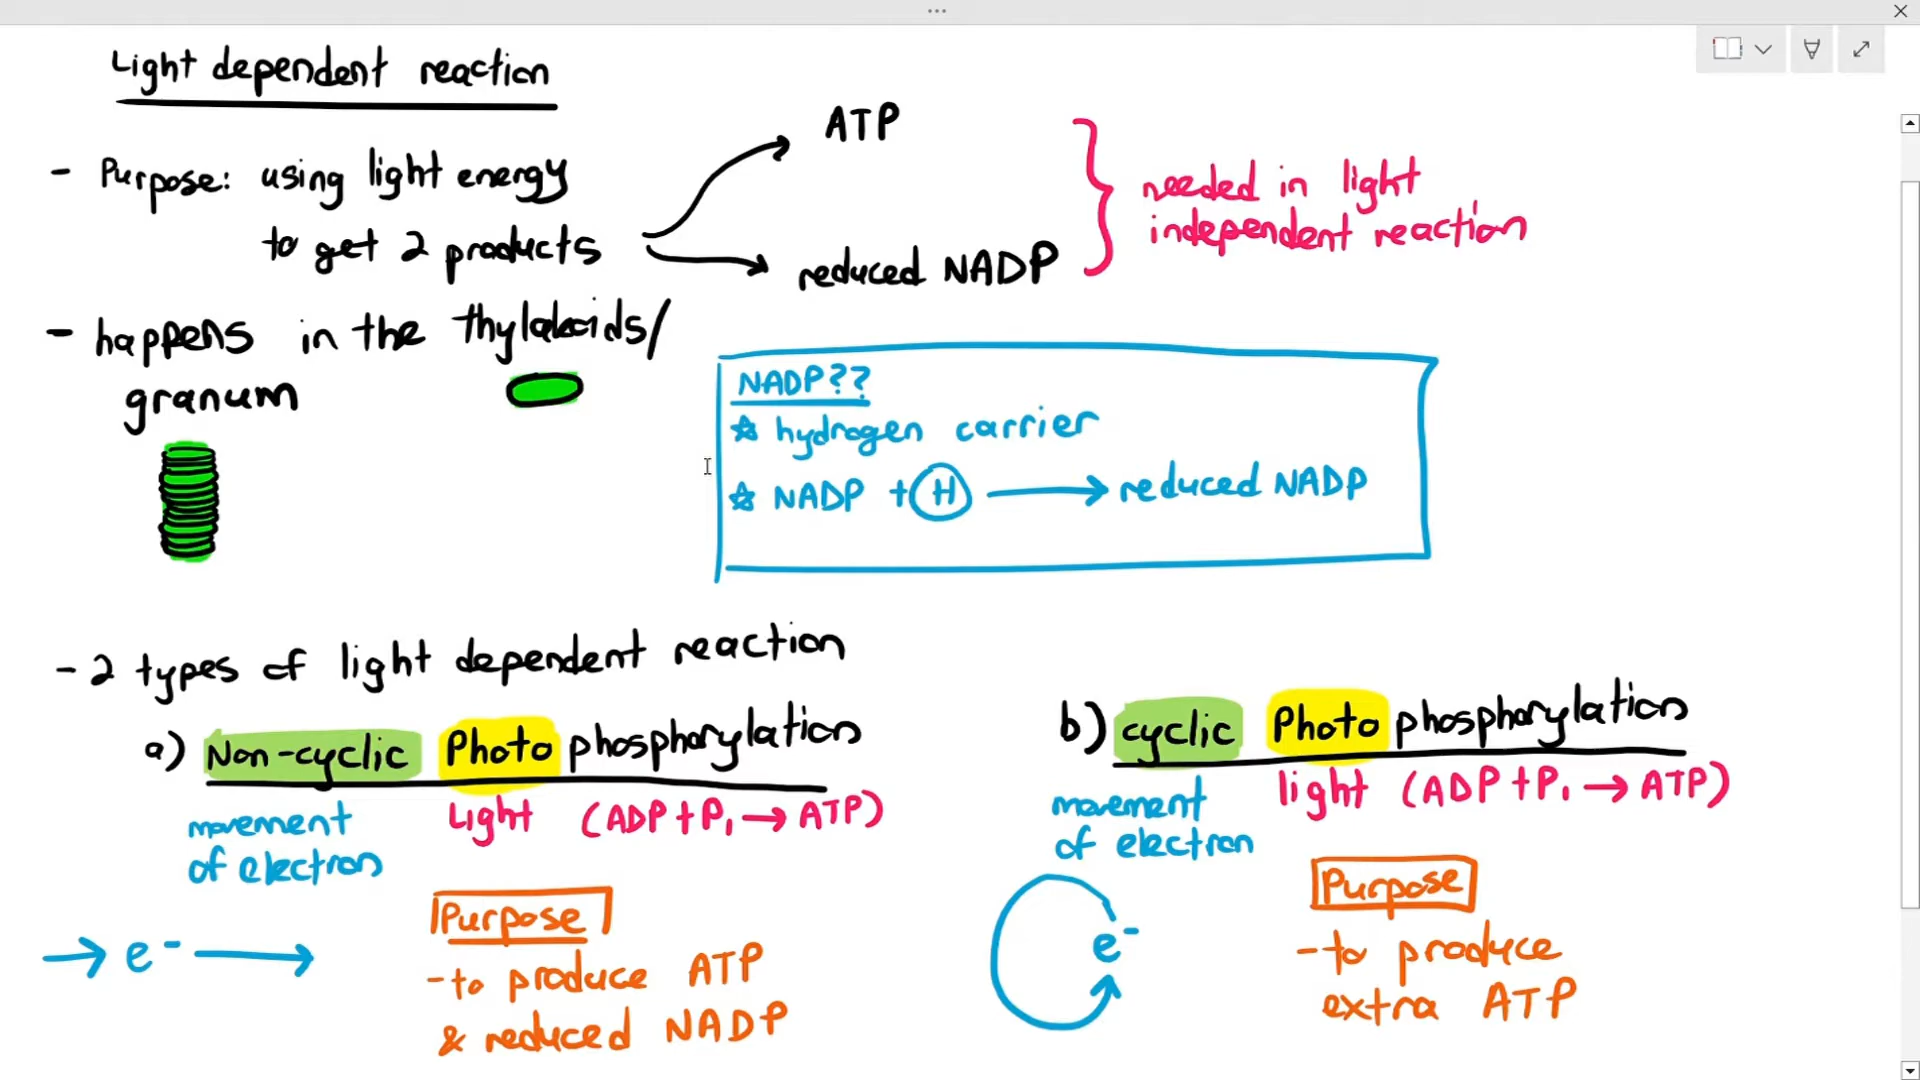 Light dependent reaction
- Purpose: using light energy
to get 2 products
ATP
reduced NADP
needed in light
independent reaction
- happens in the thylakoids/
granum
NADP??
☆ hydrogen carrier
☆ NADP + H → reduced NADP
- 2 types of light dependent reaction
a) Non-cyclic Photo phosphorylation
movement
of electron
Light (ADP + Pi → ATP)
→ e⁻ →
Purpose
- to produce ATP
& reduced NADP
b) cyclic Photo phosphorylation
movement
of electron
light (ADP + Pi → ATP)
e⁻
Purpose
- to produce
extra ATP